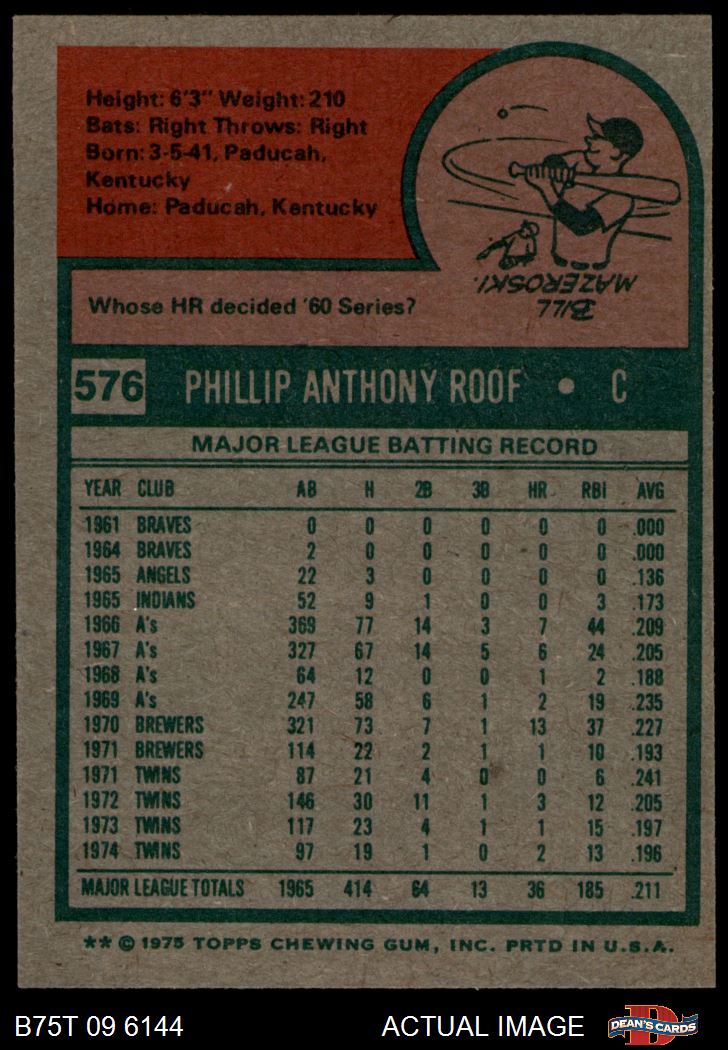 Height: 6'3" Weight: 210
Bats: Right Throws: Right
Born: 3-5-41, Paducah,
Kentucky
Home: Paducah, Kentucky
BILL
MAZEROSKI.
Whose HR decided '60 Series?
576 PHILLIP ANTHONY ROOF • C
MAJOR LEAGUE BATTING RECORD
YEAR CLUB AB H 2B 3B HR RBI AVG
1961 BRAVES 0 0 0 0 0 0 .000
1964 BRAVES 2 0 0 0 0 0 .000
1965 ANGELS 22 3 0 0 0 0 .136
1965 INDIANS 52 9 1 0 0 3 .173
1966 A's 369 77 14 3 7 44 .209
1967 A's 327 67 14 5 6 24 .205
1968 A's 64 12 0 0 1 2 .188
1969 A's 247 58 6 1 2 19 .235
1970 BREWERS 321 73 7 1 13 37 .227
1971 BREWERS 114 22 2 1 1 10 .193
1971 TWINS 87 21 4 0 0 6 .241
1972 TWINS 146 30 11 1 3 12 .205
1973 TWINS 117 23 4 1 1 15 .197
1974 TWINS 97 19 1 0 2 13 .196
MAJOR LEAGUE TOTALS 1965 414 64 13 36 185 .211
** © 1975 TOPPS CHEWING GUM, INC. PRTD IN U.S.A.
B75T 09 6144 ACTUAL IMAGE DEAN'S CARDS